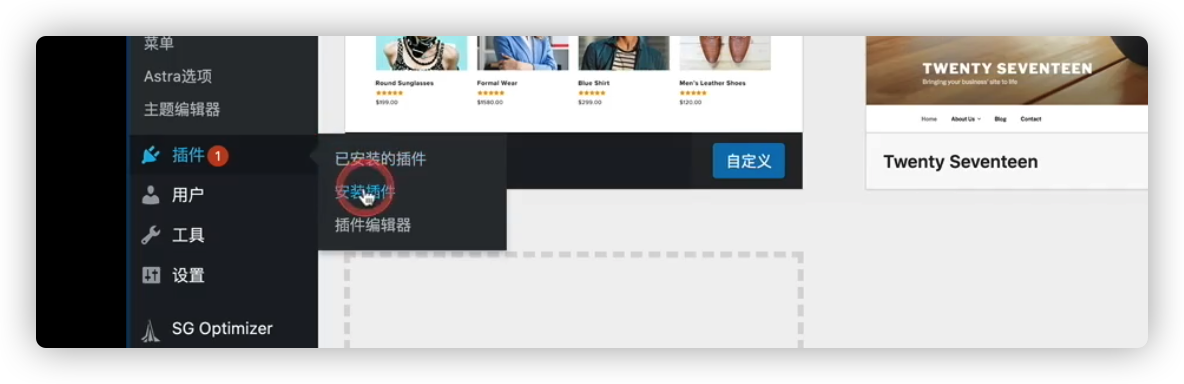 菜单
Astra选项
主题编辑器
插件 1
已安装的插件
安装插件
插件编辑器
用户
工具
设置
SG Optimizer
Round Sunglasses
$199.00
Formal Wear
$1180.00
Blue Shirt
$299.00
Men's Leather Shoes
$120.00
自定义
TWENTY SEVENTEEN
Bringing your business' site to life
Home About Us Blog Contact
Twenty Seventeen